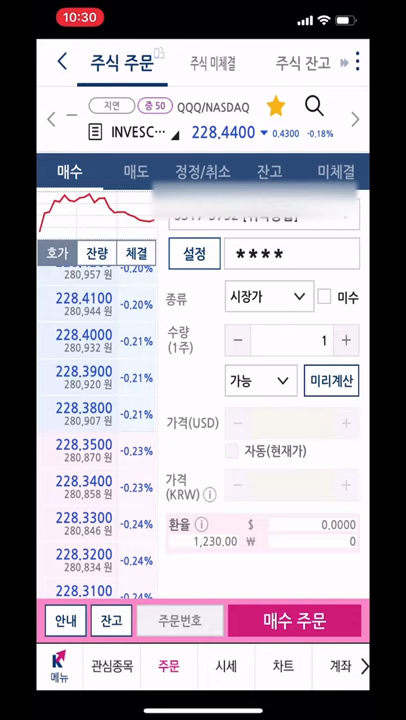 10:30
주식 주문
주식 미체결
주식 잔고
지연
증 50
QQQ/NASDAQ
INVESC...
228.4400
0.4300
-0.18%
매수
매도
정정/취소
잔고
미체결
호가
잔량
체결
설정
****
-0.20%
280,957 원
228.4100
280,944 원
-0.20%
228.4000
280,932 원
-0.21%
228.3900
280,920 원
-0.21%
228.3800
280,907 원
-0.21%
228.3500
280,870 원
-0.23%
228.3400
280,858 원
-0.23%
228.3300
280,846 원
-0.24%
228.3200
280,834 원
-0.24%
228.3100
-0.24%
종류
시장가
미수
수량
(1주)
1
가능
미리계산
가격(USD)
자동(현재가)
가격
(KRW)
환율
$
0.0000
1,230.00
₩
0
안내
잔고
주문번호
매수 주문
메뉴
관심종목
주문
시세
차트
계좌